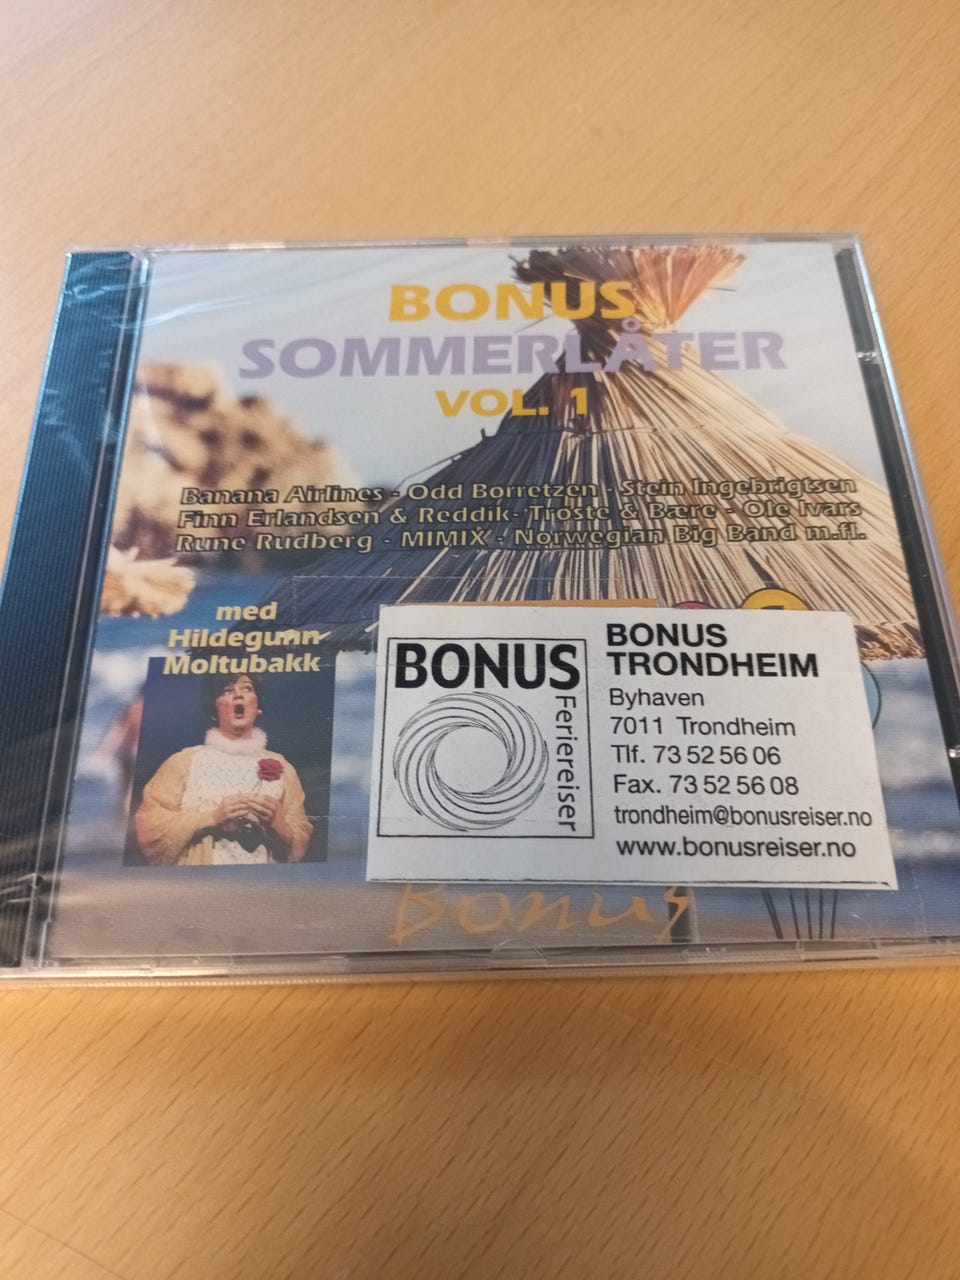 BONUS
SOMMERLÅTER
VOL. 1
Banana Airlines - Odd Borretzen - Stein Ingebrigtsen
Finn Erlandsen & Reddik - Trøste & Bære - Ole Ivars
Rune Rudberg - MIMIX - Norwegian Big Band m.fl.
med
Hildegunn
Moltubakk
BONUS
Feriereiser
BONUS
TRONDHEIM
Byhaven
7011 Trondheim
Tlf. 73 52 56 06
Fax. 73 52 56 08
trondheim@bonusreiser.no
www.bonusreiser.no
Bonus